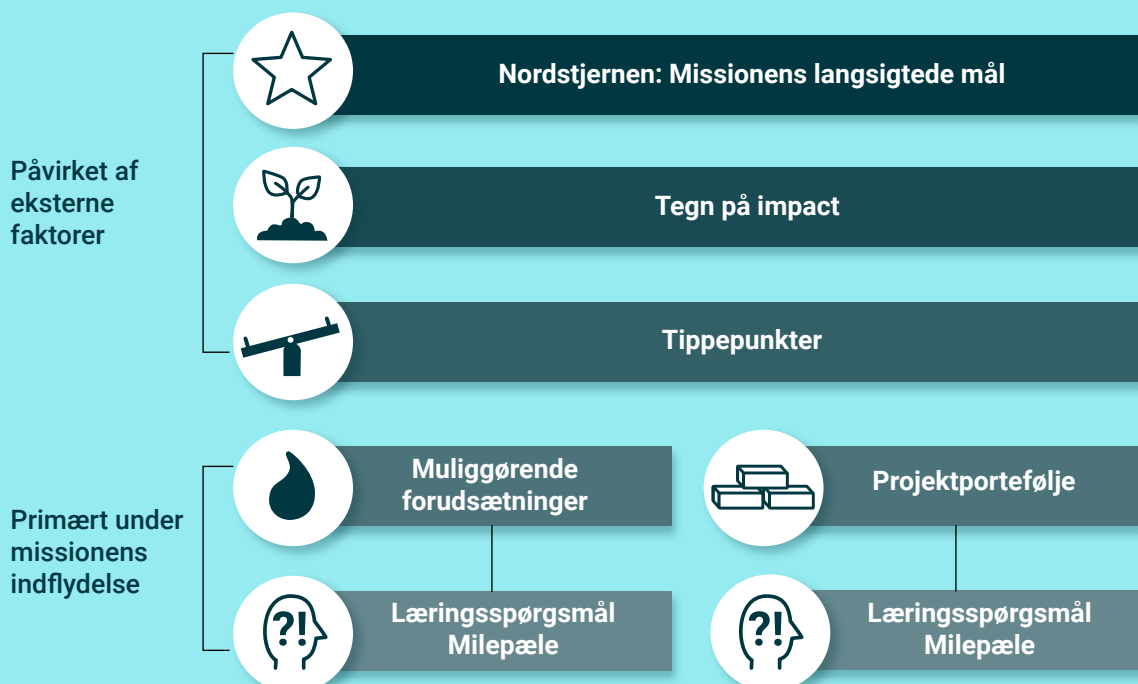 Nordstjernen: Missionens langsigtede mål
Påvirket af
eksterne
faktorer
Tegn på impact
Tippepunkter
Muliggørende
forudsætninger
Projektportefølje
Primært under
missionens
indflydelse
?!
Læringsspørgsmål
Milepæle
?!
Læringsspørgsmål
Milepæle